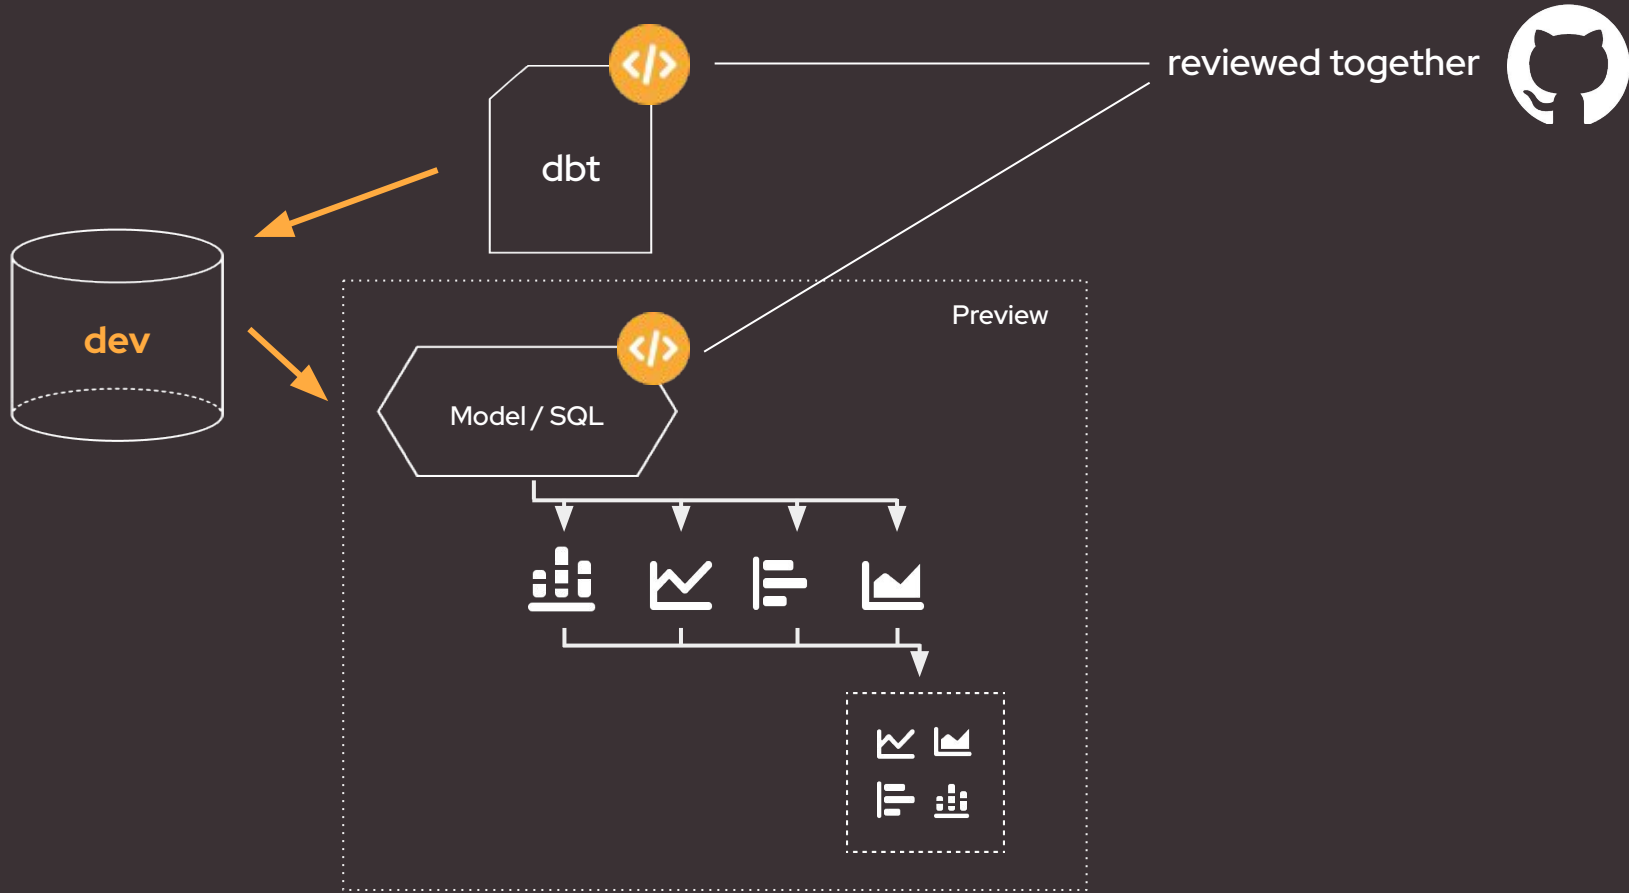 reviewed together
</>
dbt
Preview
dev
</>
Model / SQL